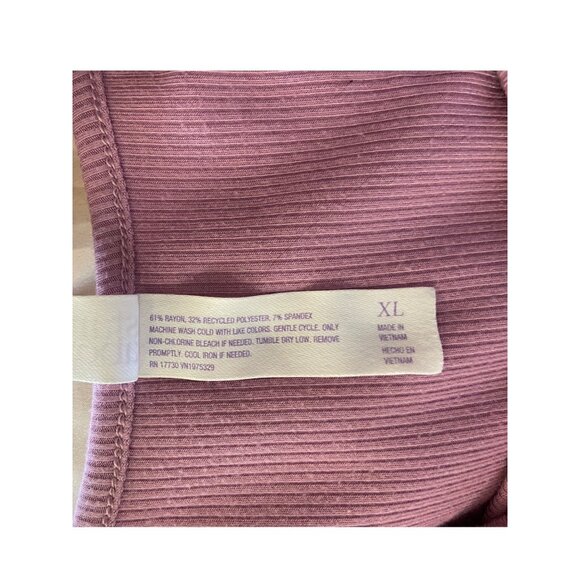 61% RAYON, 32% RECYCLED POLYESTER, 7% SPANDEX
MACHINE WASH COLD WITH LIKE COLORS. GENTLE CYCLE. ONLY
NON-CHLORINE BLEACH IF NEEDED. TUMBLE DRY LOW. REMOVE
PROMPTLY. COOL IRON IF NEEDED.
RN 17730 VN1975329
XL
MADE IN
VIETNAM
HECHO EN
VIETNAM